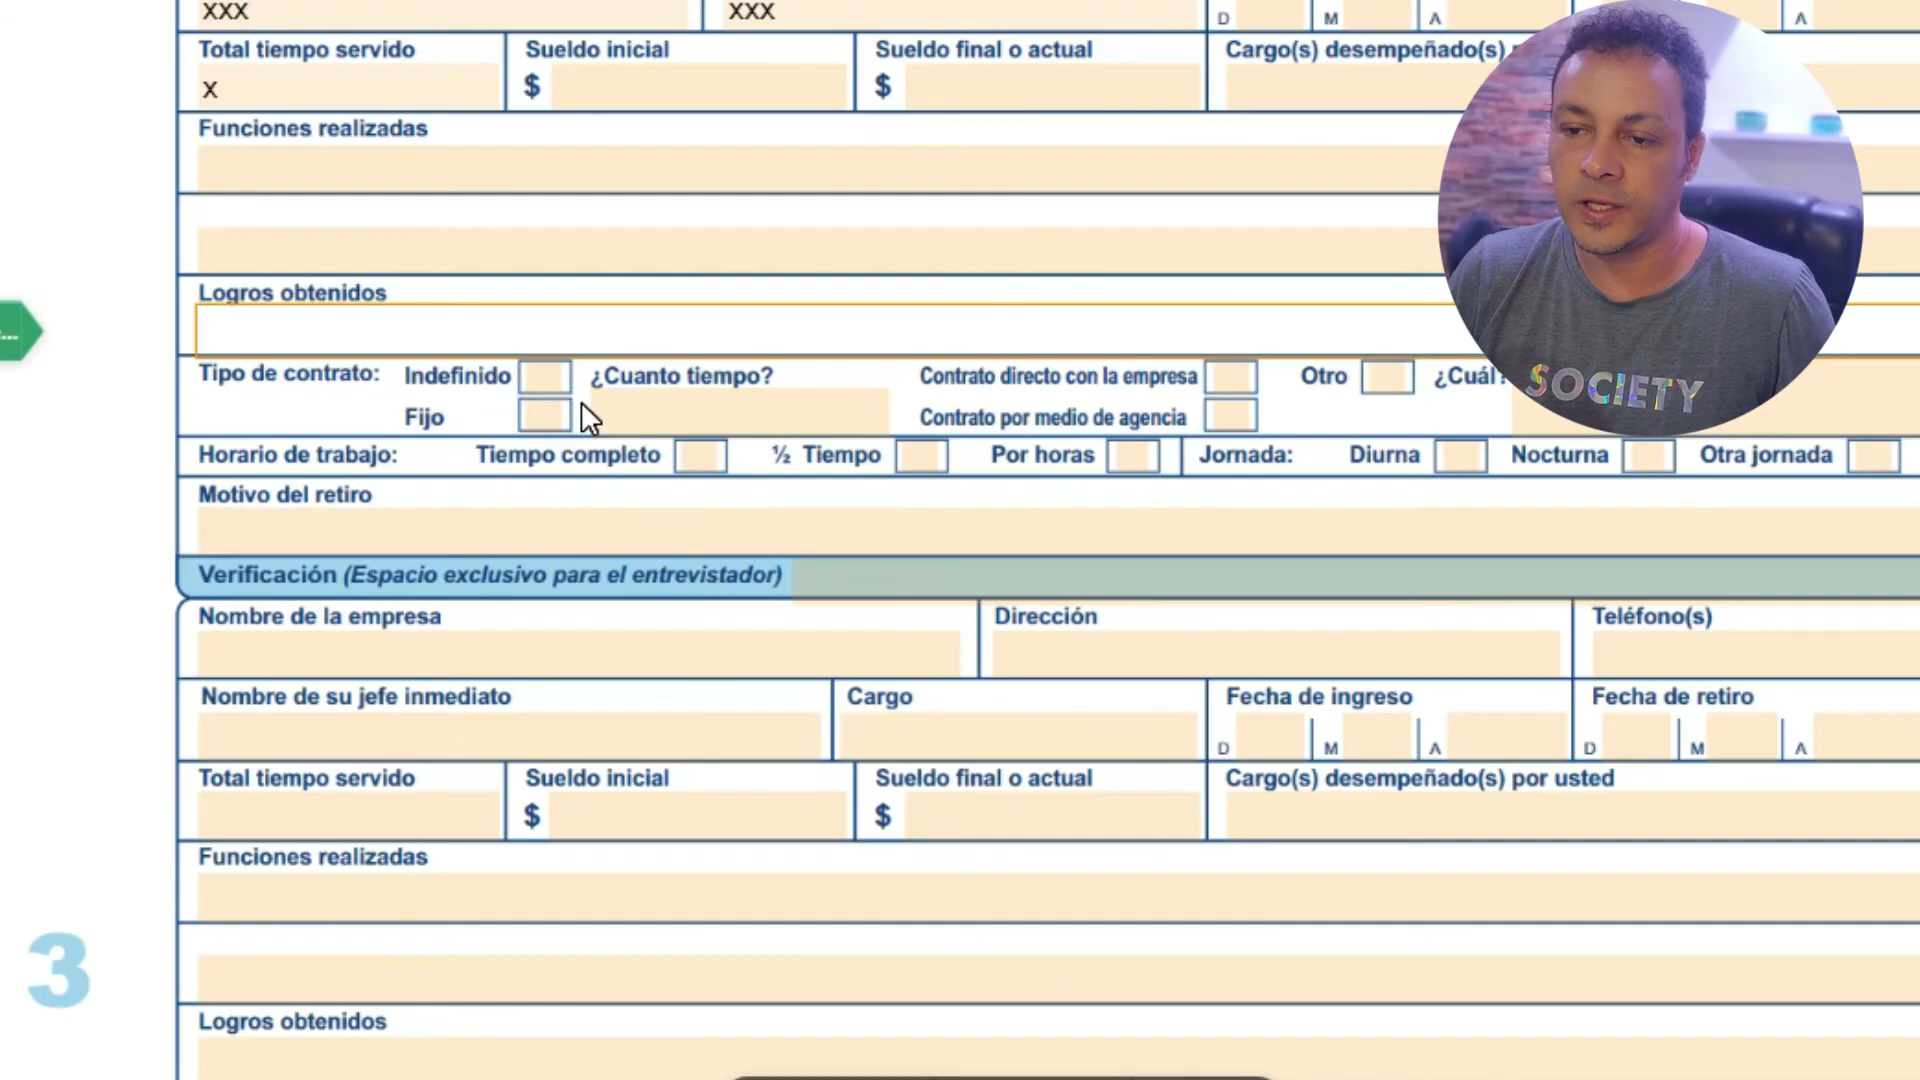 XXX XXX D M A A
Total tiempo servido Sueldo inicial Sueldo final o actual Cargo(s) desempeñado(s)
X $ $
Funciones realizadas
Logros obtenidos
Tipo de contrato: Indefinido ¿Cuanto tiempo? Contrato directo con la empresa Otro ¿Cuál?
Fijo Contrato por medio de agencia
Horario de trabajo: Tiempo completo ½ Tiempo Por horas Jornada: Diurna Nocturna Otra jornada
Motivo del retiro
Verificación (Espacio exclusivo para el entrevistador)
Nombre de la empresa Dirección Teléfono(s)
Nombre de su jefe inmediato Cargo Fecha de ingreso Fecha de retiro
D M A D M A
Total tiempo servido Sueldo inicial Sueldo final o actual Cargo(s) desempeñado(s) por usted
$ $
Funciones realizadas
3
Logros obtenidos
SOCIETY